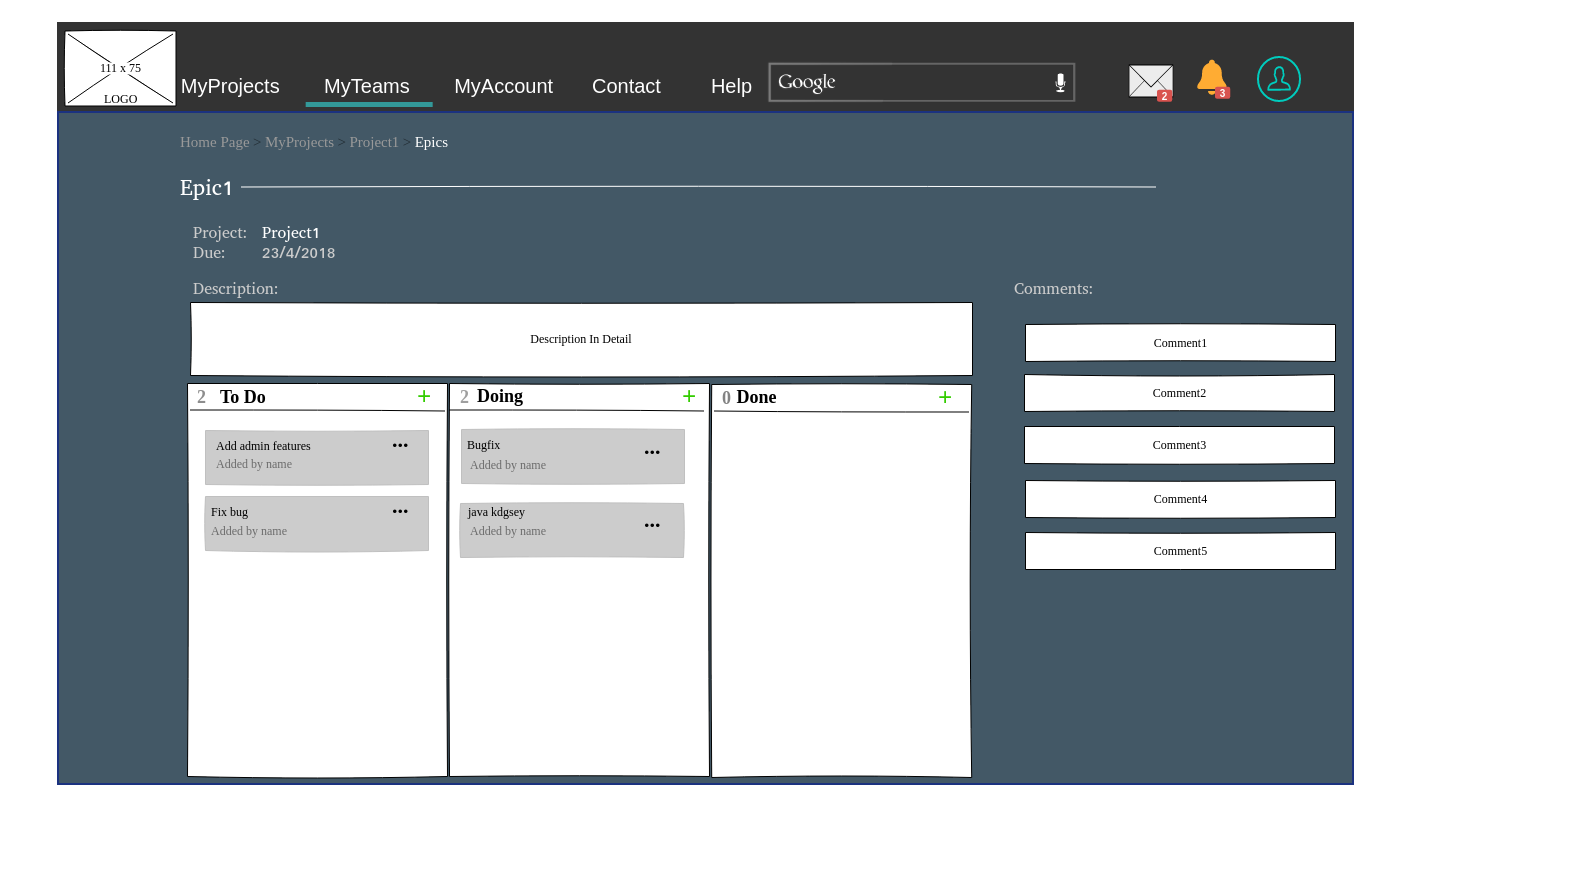 111 x 75
LOGO
MyProjects MyTeams MyAccount Contact Help Google 2 3
Home Page > MyProjects > Project1 > Epics
Epic1
Project: Project1
Due: 23/4/2018
Description:
Comments:
Description In Detail
Comment1
Comment2
Comment3
Comment4
Comment5
2 To Do +
Add admin features •••
Added by name
Fix bug •••
Added by name
2 Doing +
Bugfix •••
Added by name
java kdgsey •••
Added by name
0 Done +